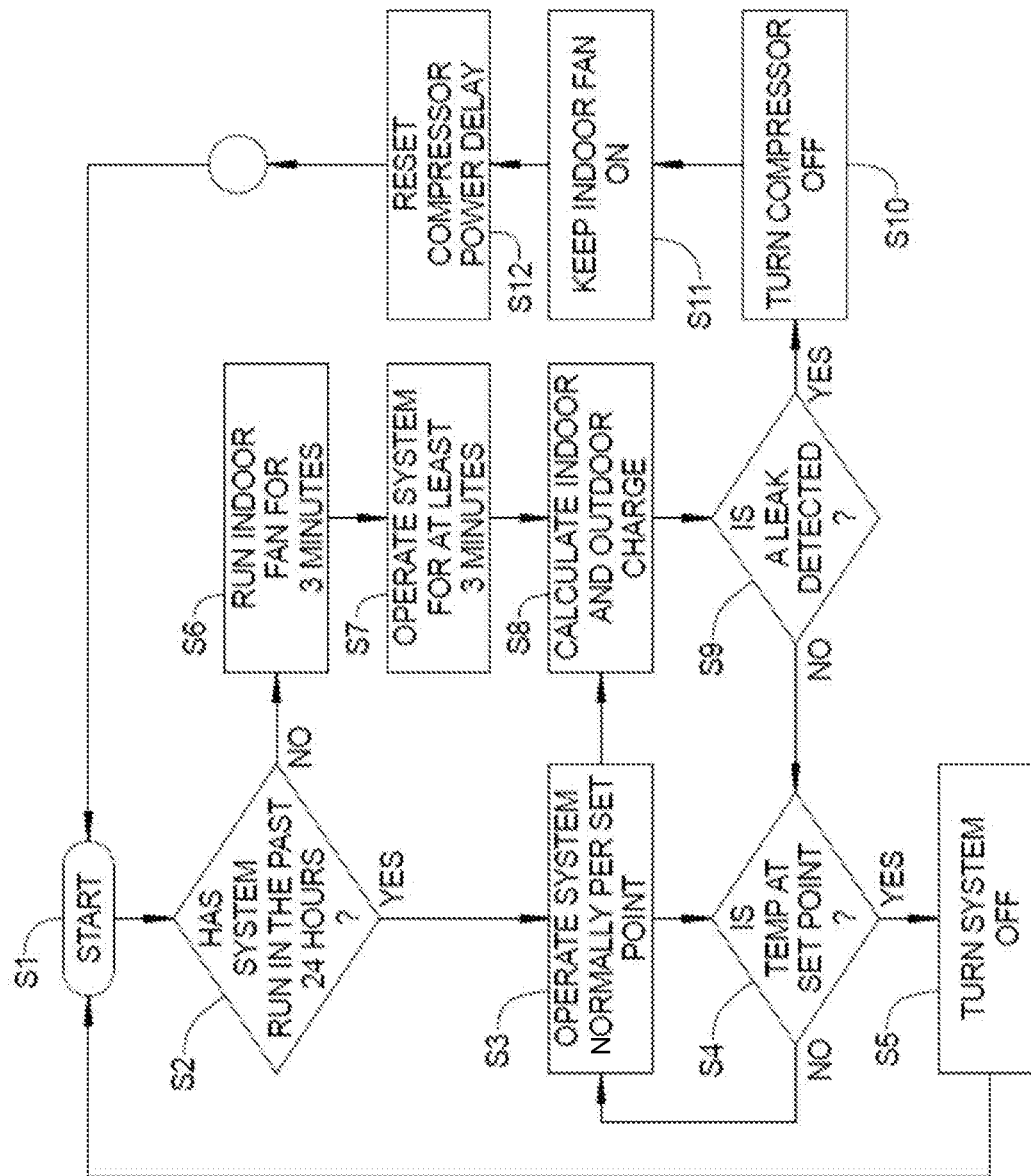 S1
START
S2
HAS
SYSTEM
RUN IN THE PAST
24 HOURS
?
NO
YES
S3
OPERATE SYSTEM
NORMALLY PER SET
POINT
S4
IS
TEMP AT
SET POINT
?
NO
YES
S5
TURN SYSTEM
OFF
S6
RUN INDOOR
FAN FOR
3 MINUTES
S7
OPERATE SYSTEM
FOR AT LEAST
3 MINUTES
S8
CALCULATE INDOOR
AND OUTDOOR
CHARGE
S9
IS
A LEAK
DETECTED
?
NO
YES
TURN COMPRESSOR
OFF
S10
KEEP INDOOR FAN
ON
S11
RESET
COMPRESSOR
POWER DELAY
S12